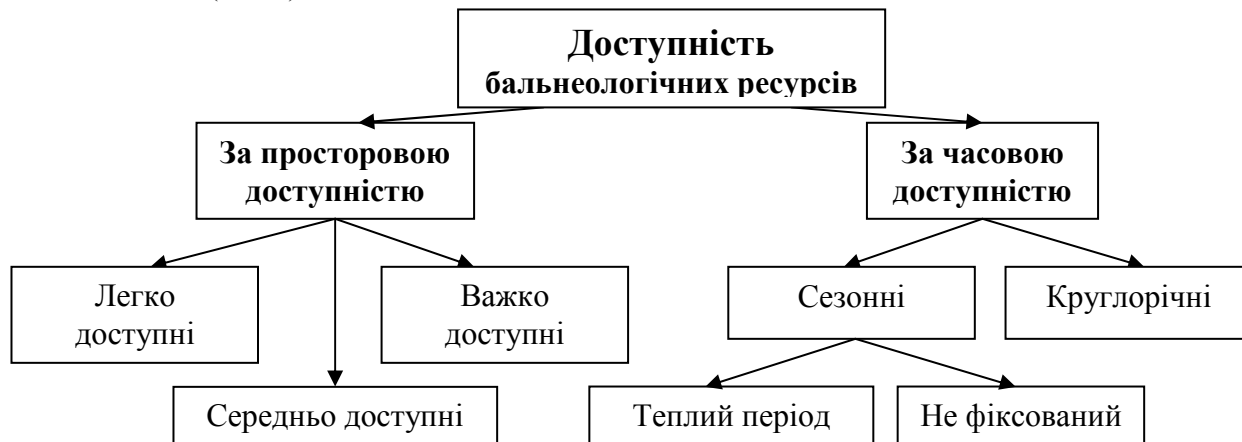 Доступність
бальнеологічних ресурсів
За просторовою
доступністю
За часовою
доступністю
Легко
доступні
Важко
доступні
Сезонні
Круглорічні
Середньо доступні
Теплий період
Не фіксований